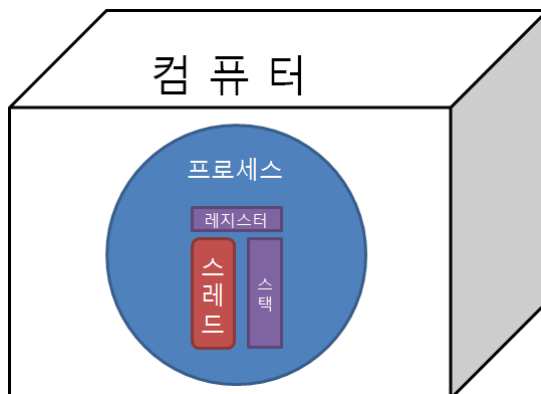 컴 퓨 터
프로세스
레지스터
스레드
스택